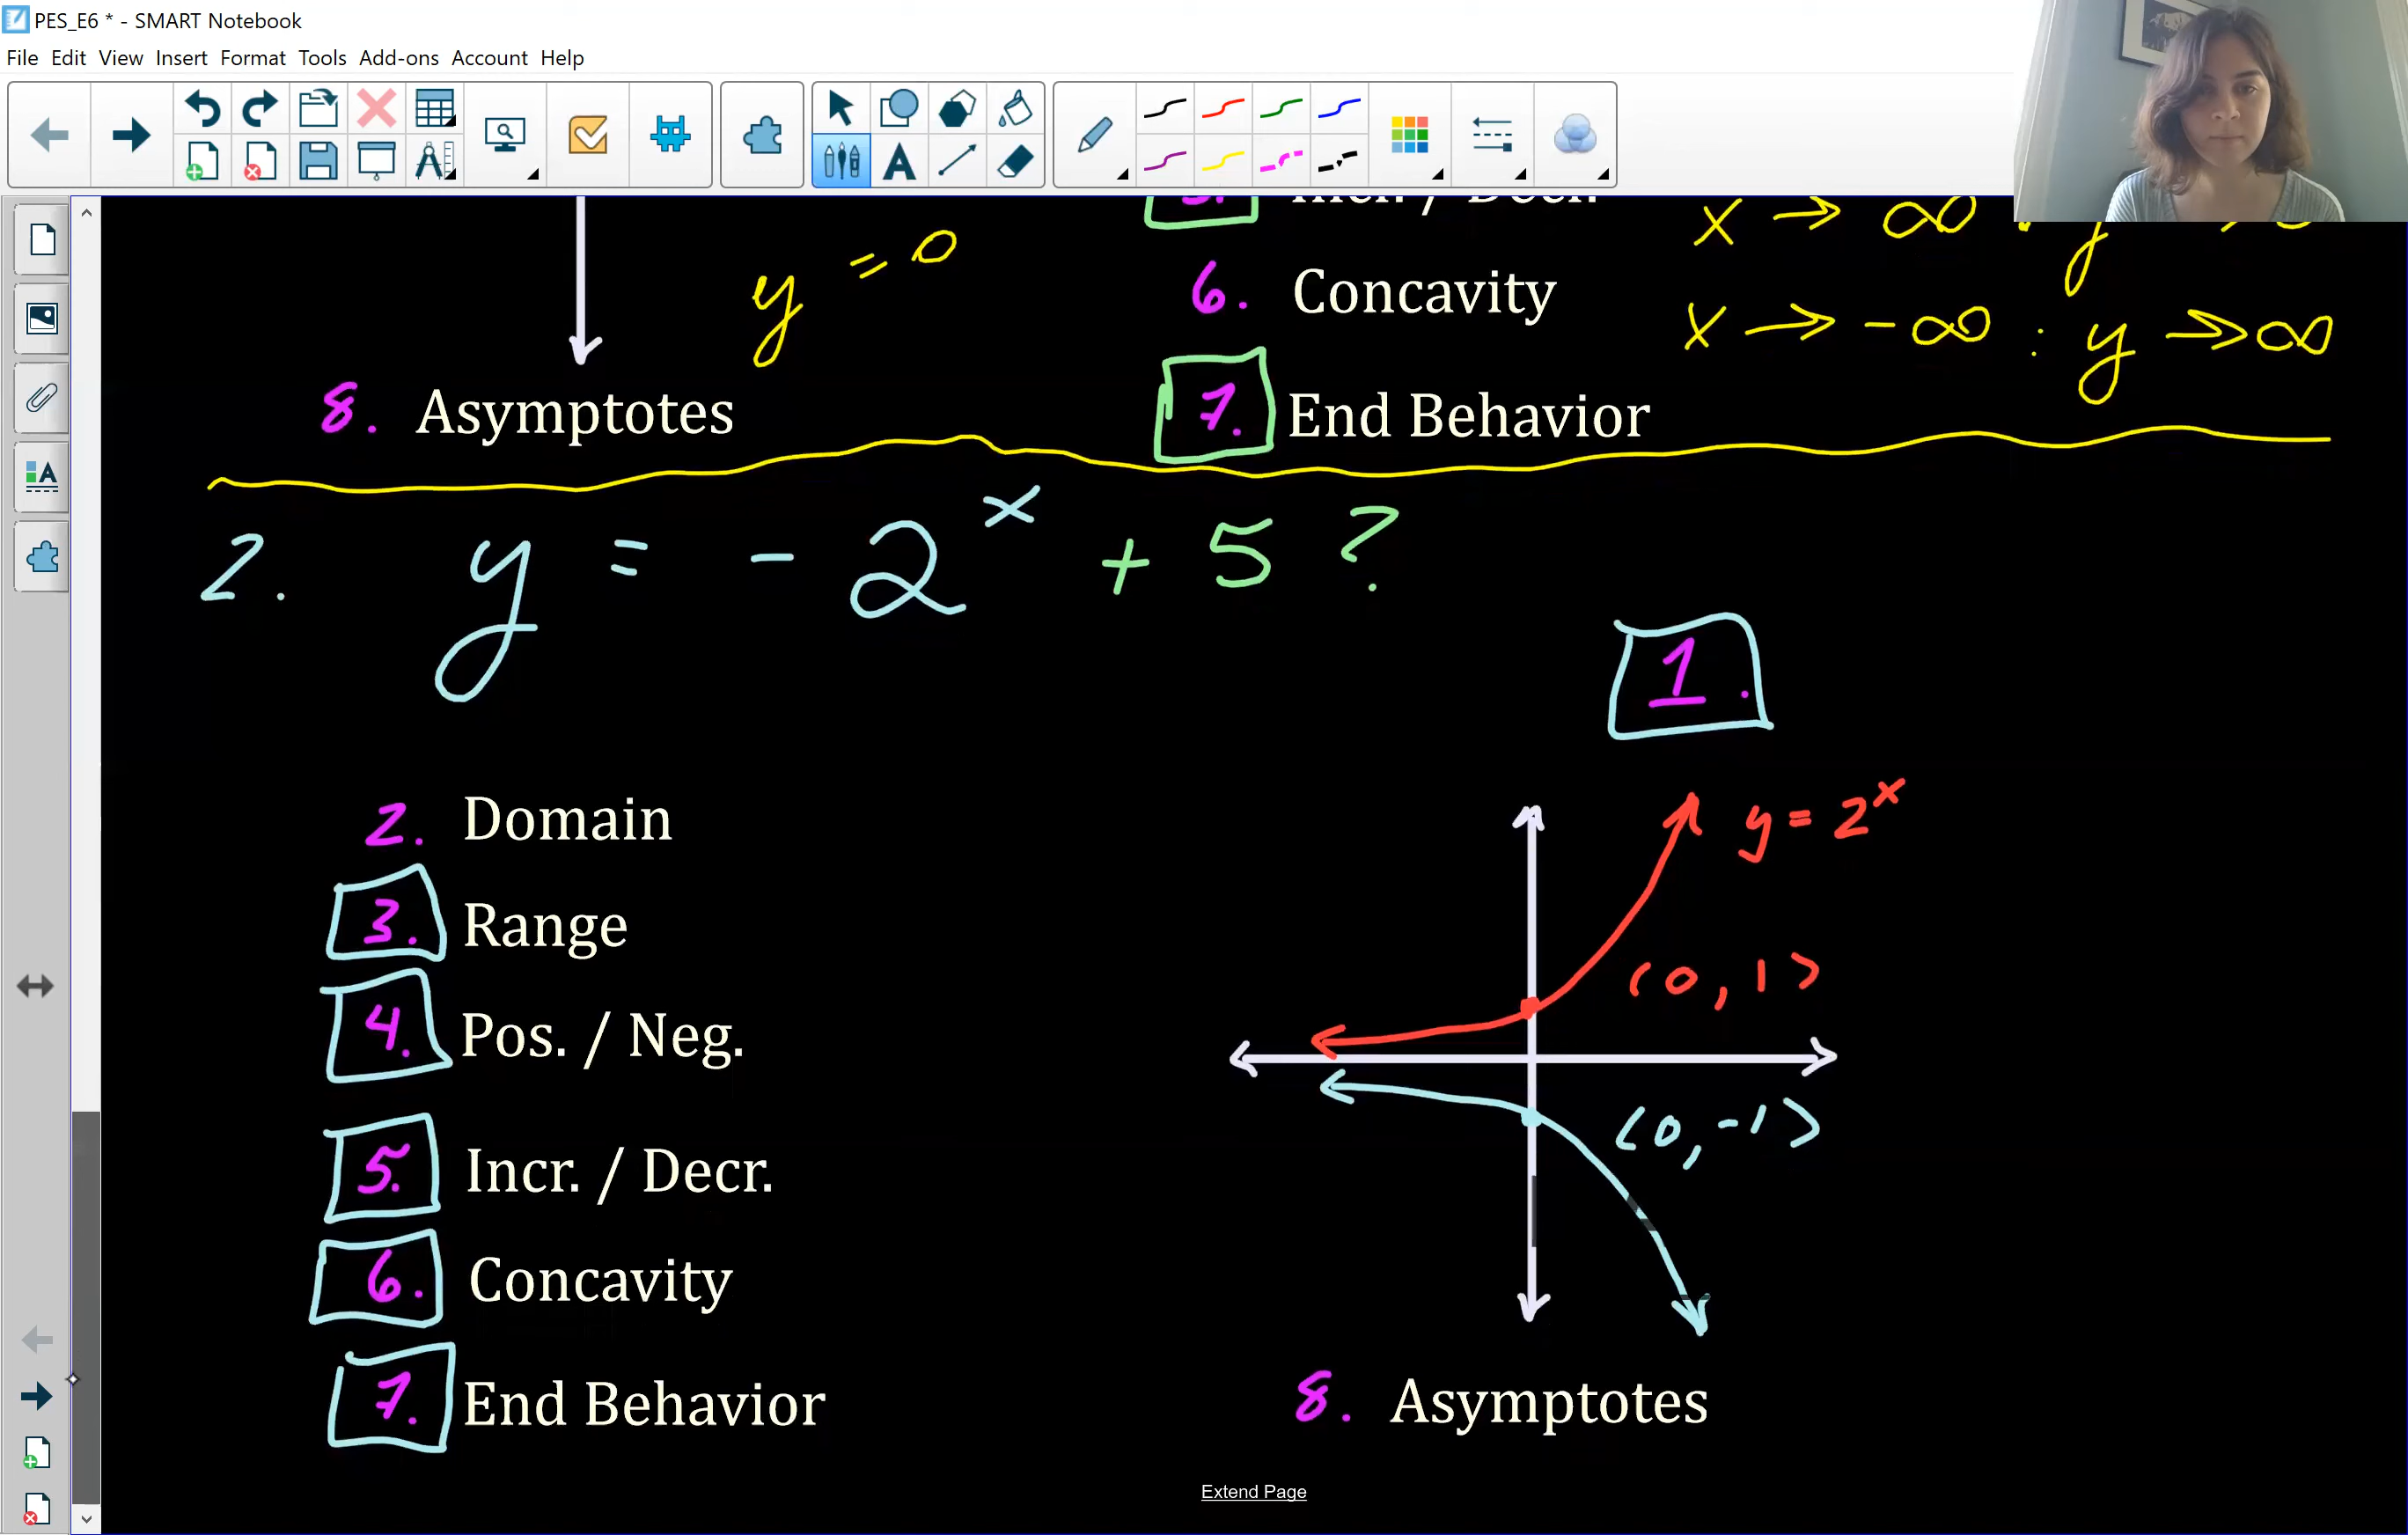 PES_E6 * - SMART Notebook
File Edit View Insert Format Tools Add-ons Account Help
y = 0
6. Concavity
x → ∞ : y
x → -∞ : y → ∞
8. Asymptotes
7. End Behavior
2. y = - 2^x + 5 ?
1.
2. Domain
y = 2^x
3. Range
(0, 1)
4. Pos. / Neg.
(0, -1)
5. Incr. / Decr.
6. Concavity
7. End Behavior
8. Asymptotes
Extend Page